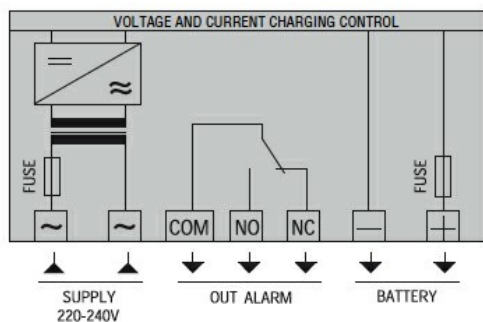 VOLTAGE AND CURRENT CHARGING CONTROL
FUSE
FUSE
~ ~ COM NO NC — +
SUPPLY
220-240V
OUT ALARM
BATTERY